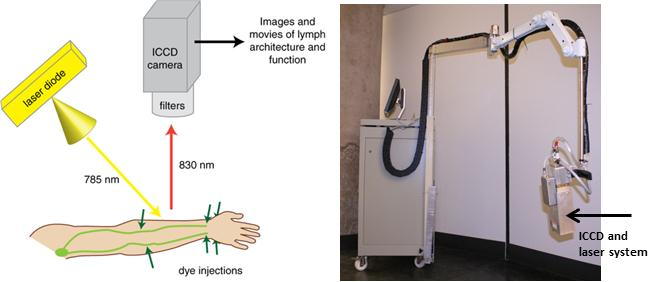 ICCD
camera
Images and
movies of lymph
architecture and
function
laser diode
filters
785 nm
830 nm
dye injections
ICCD and
laser system